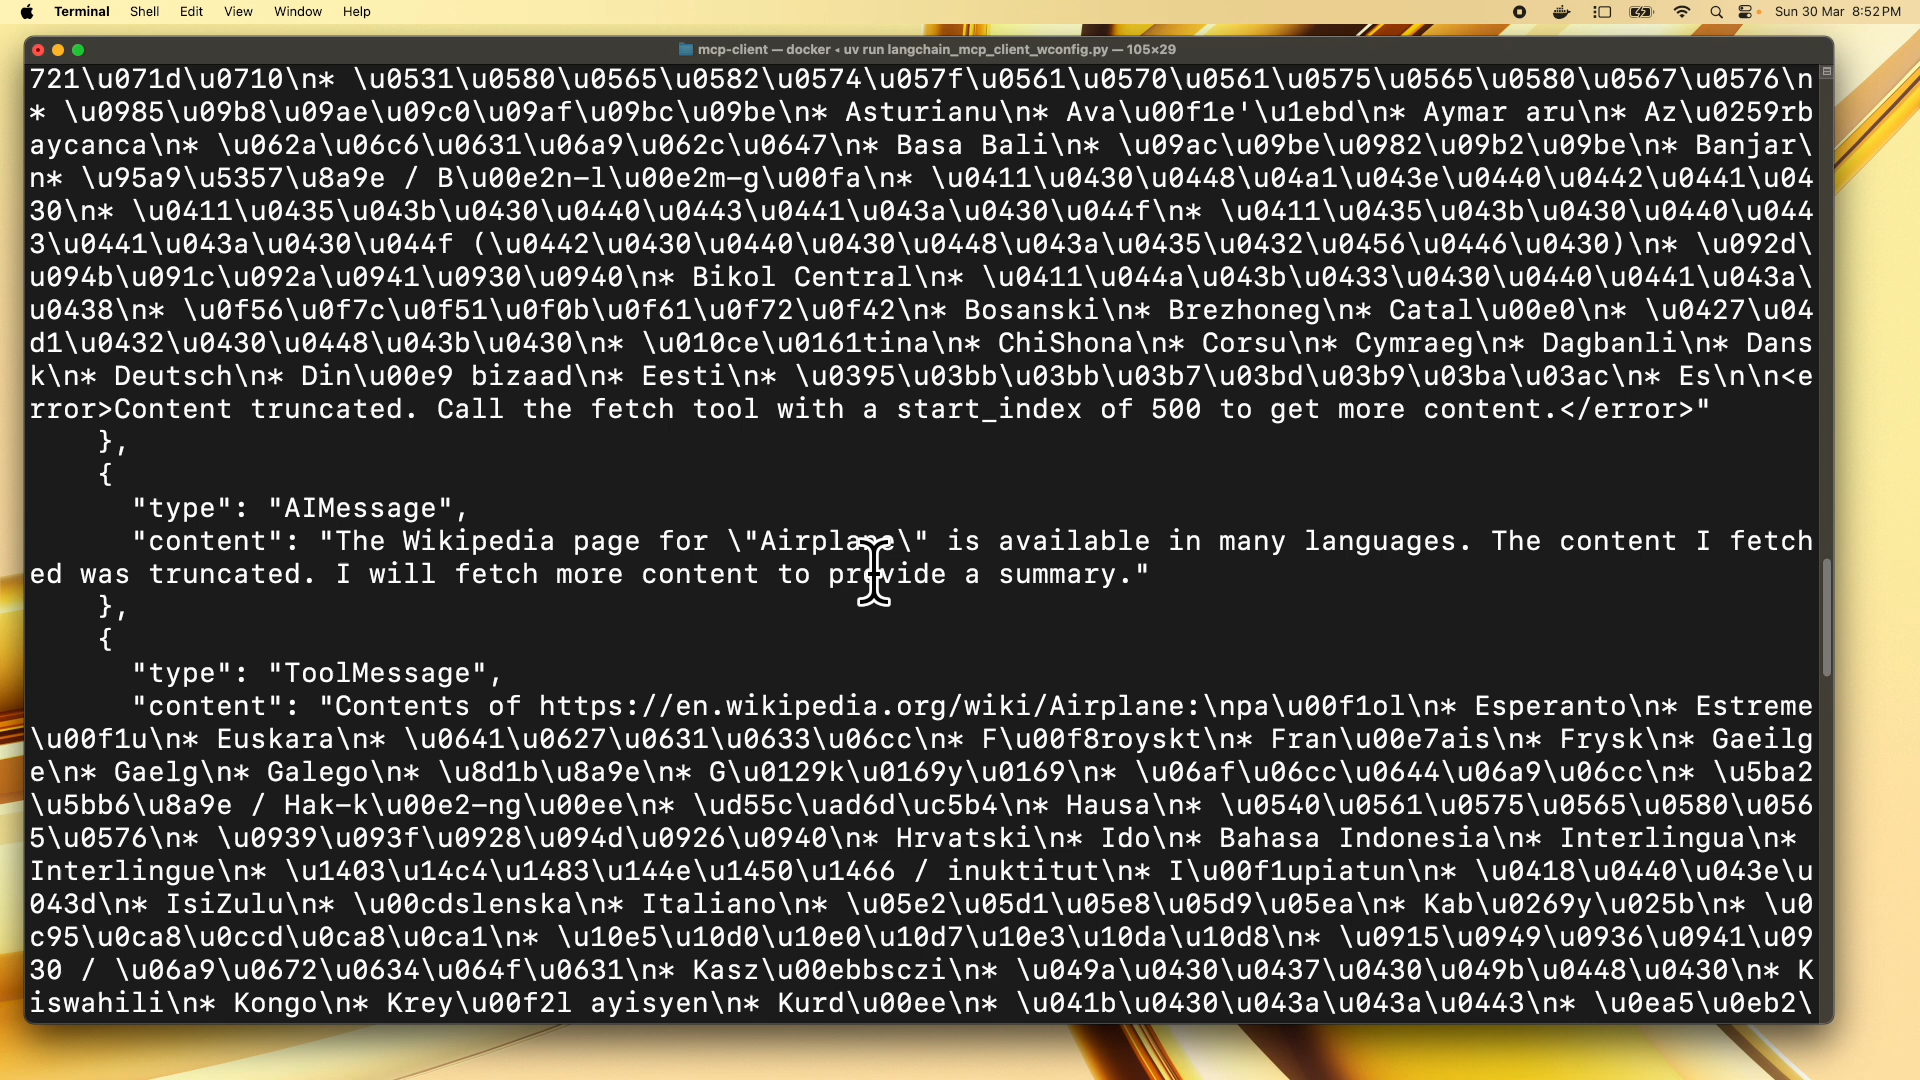 Terminal Shell Edit View Window Help Sun 30 Mar 8:52 PM
mcp-client — docker ◂ uv run langchain_mcp_client_wconfig.py — 105×29
721\u071d\u0710\n* \u0531\u0580\u0565\u0582\u0574\u057f\u0561\u0570\u0561\u0575\u0565\u0580\u0567\u0576\n
* \u0985\u09b8\u09ae\u09c0\u09af\u09bc\u09be\n* Asturianu\n* Ava\u00f1e'\u1ebd\n* Aymar aru\n* Az\u0259rb
aycanca\n* \u062a\u06c6\u0631\u06a9\u062c\u0647\n* Basa Bali\n* \u09ac\u09be\u0982\u09b2\u09be\n* Banjar\
n* \u95a9\u5357\u8a9e / B\u00e2n-l\u00e2m-g\u00fa\n* \u0411\u0430\u0448\u04a1\u043e\u0440\u0442\u0441\u04
30\n* \u0411\u0435\u043b\u0430\u0440\u0443\u0441\u043a\u0430\u044f\n* \u0411\u0435\u043b\u0430\u0440\u044
3\u0441\u043a\u0430\u044f (\u0442\u0430\u0440\u0430\u0448\u043a\u0435\u0432\u0456\u0446\u0430)\n* \u092d\
u094b\u091c\u092a\u0941\u0930\u0940\n* Bikol Central\n* \u0411\u044a\u043b\u0433\u0430\u0440\u0441\u043a\
u0438\n* \u0f56\u0f7c\u0f51\u0f0b\u0f61\u0f72\u0f42\n* Bosanski\n* Brezhoneg\n* Catal\u00e0\n* \u0427\u04
d1\u0432\u0430\u0448\u043b\u0430\n* \u010ce\u0161tina\n* ChiShona\n* Corsu\n* Cymraeg\n* Dagbanli\n* Dans
k\n* Deutsch\n* Din\u00e9 bizaad\n* Eesti\n* \u0395\u03bb\u03bb\u03b7\u03bd\u03b9\u03ba\u03ac\n* Es\n\n<e
rror>Content truncated. Call the fetch tool with a start_index of 500 to get more content.</error>"
},
{
"type": "AIMessage",
"content": "The Wikipedia page for \"Airplane\" is available in many languages. The content I fetch
ed was truncated. I will fetch more content to provide a summary."
},
{
"type": "ToolMessage",
"content": "Contents of https://en.wikipedia.org/wiki/Airplane:\npa\u00f1ol\n* Esperanto\n* Estreme
\u00f1u\n* Euskara\n* \u0641\u0627\u0631\u0633\u06cc\n* F\u00f8royskt\n* Fran\u00e7ais\n* Frysk\n* Gaeilg
e\n* Gaelg\n* Galego\n* \u8d1b\u8a9e\n* G\u0129k\u0169y\u0169\n* \u06af\u06cc\u0644\u06a9\u06cc\n* \u5ba2
\u5bb6\u8a9e / Hak-k\u00e2-ng\u00ee\n* \ud55c\uad6d\uc5b4\n* Hausa\n* \u0540\u0561\u0575\u0565\u0580\u056
5\u0576\n* \u0939\u093f\u0928\u094d\u0926\u0940\n* Hrvatski\n* Ido\n* Bahasa Indonesia\n* Interlingua\n*
Interlingue\n* \u1403\u14c4\u1483\u144e\u1450\u1466 / inuktitut\n* I\u00f1upiatun\n* \u0418\u0440\u043e\u
043d\n* IsiZulu\n* \u00cdslenska\n* Italiano\n* \u05e2\u05d1\u05e8\u05d9\u05ea\n* Kab\u0269y\u025b\n* \u0
c95\u0ca8\u0ccd\u0ca8\u0ca1\n* \u10e5\u10d0\u10e0\u10d7\u10e3\u10da\u10d8\n* \u0915\u0949\u0936\u0941\u09
30 / \u06a9\u0672\u0634\u064f\u0631\n* Kasz\u00ebbsczi\n* \u049a\u0430\u0437\u0430\u049b\u0448\u0430\n* K
iswahili\n* Kongo\n* Krey\u00f2l ayisyen\n* Kurd\u00ee\n* \u041b\u0430\u043a\u043a\u0443\n* \u0ea5\u0eb2\